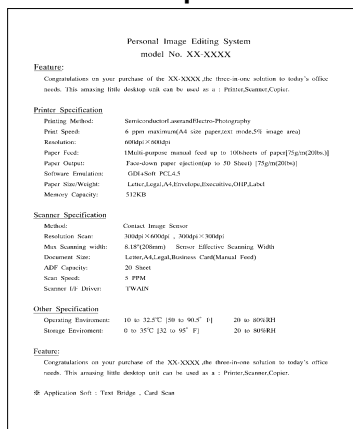 Personal Image Editing System
model No. XX-XXXX
Feature:
Congratulations on your purchase of the XX-XXXX ,the three-in-one solution to today's office
needs. This amasing little desktop unit can be used as a : Printer,Scanner,Copier.
Printer Specification
Printing Method: SemiconductorLaserandElectro-Photography
Print Speed: 6 ppm maximum(A4 size paper,text mode,5% image area)
Resolution: 600dpi×600dpi
Paper Feed: 1Multi-purpose manual feed up to 100sheets of paper[75g/m(20lbs.)]
Paper Output: Face-down paper ejection(up to 50 Sheet) [75g/m(20lbs)]
Software Emulation: GDI+Soft PCL4.5
Paper Size/Weight: Letter,Legal,A4,Envelope,Execuitive,OHP,Label
Memory Capacity: 512KB
Scanner Specification
Method: Contact Image Sensor
Resolution Scan: 300dpi×600dpi , 300dpi×300dpi
Max Scanning width: 8.18"(208mm) Sensor Effective Scanning Width
Document Size: Letter,A4,Legal,Business Card(Manual Feed)
ADF Capacity: 20 Sheet
Scan Speed: 5 PPM
Scanner I/F Driver: TWAIN
Other Specification
Operating Enviroment: 10 to 32.5℃ [50 to 90.5° F] 20 to 80%RH
Storage Enviroment: 0 to 35℃ [32 to 95° F] 20 to 80%RH
Feature:
Congratulations on your purchase of the XX-XXXX ,the three-in-one solution to today's office
needs. This amasing little desktop unit can be used as a : Printer,Scanner,Copier.
※ Application Soft : Text Bridge , Card Scan